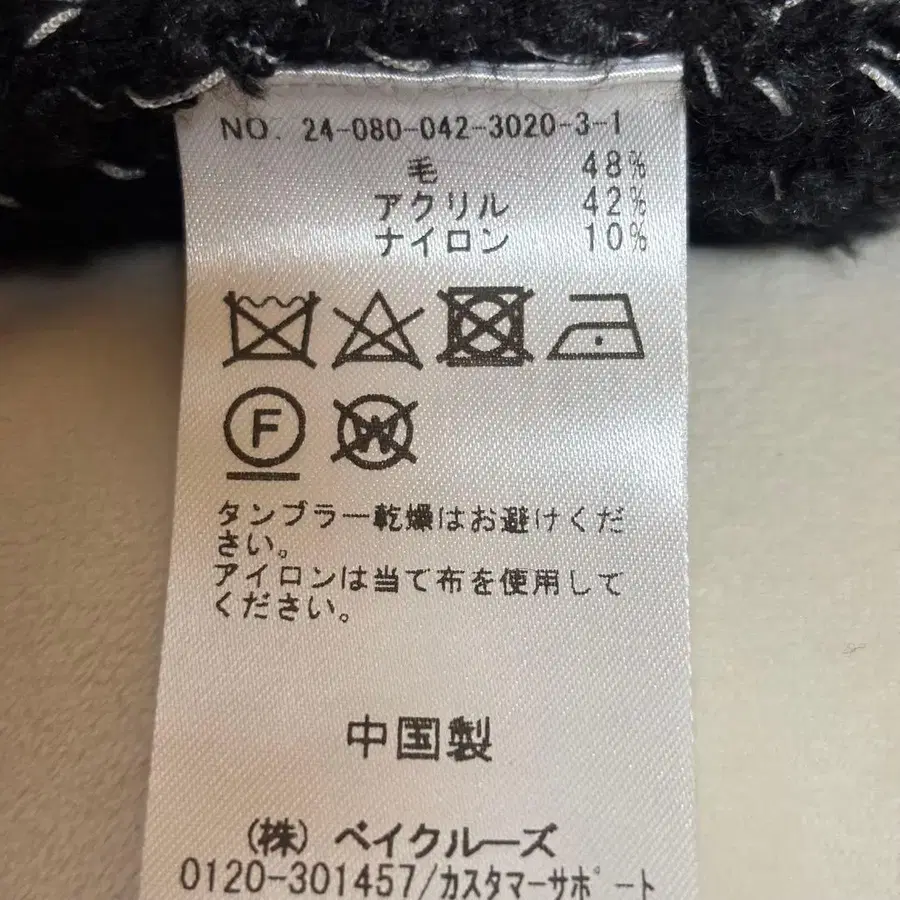 NO. 24-080-042-3020-3-1
毛 48%
アクリル 42%
ナイロン 10%
F W
タンブラー乾燥はお避けくだ
さい。
アイロンは当て布を使用して
ください。
中国製
(株) ベイクルーズ
0120-301457/カスタマーサポート